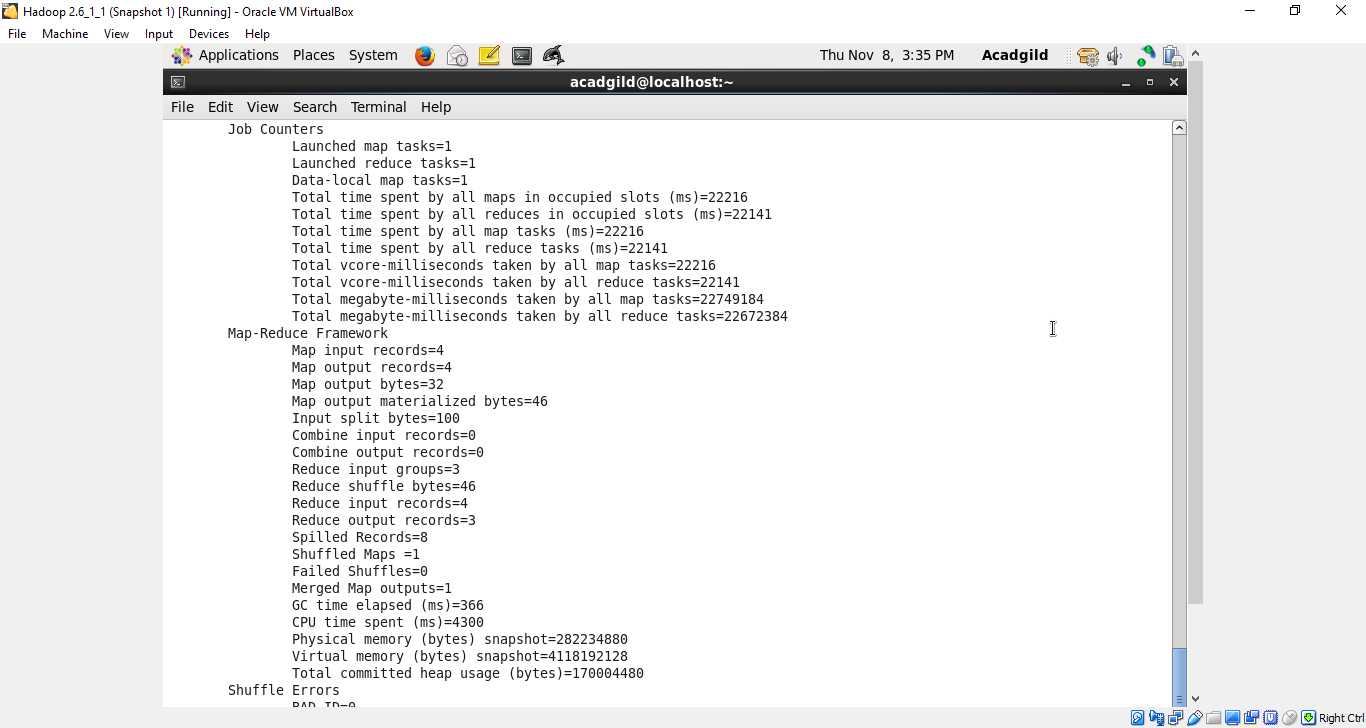 Hadoop 2.6_1_1 (Snapshot 1) [Running] - Oracle VM VirtualBox
File Machine View Input Devices Help
Applications Places System Thu Nov 8, 3:35 PM Acadgild
acadgild@localhost:~
File Edit View Search Terminal Help
Job Counters
Launched map tasks=1
Launched reduce tasks=1
Data-local map tasks=1
Total time spent by all maps in occupied slots (ms)=22216
Total time spent by all reduces in occupied slots (ms)=22141
Total time spent by all map tasks (ms)=22216
Total time spent by all reduce tasks (ms)=22141
Total vcore-milliseconds taken by all map tasks=22216
Total vcore-milliseconds taken by all reduce tasks=22141
Total megabyte-milliseconds taken by all map tasks=22749184
Total megabyte-milliseconds taken by all reduce tasks=22672384
Map-Reduce Framework
Map input records=4
Map output records=4
Map output bytes=32
Map output materialized bytes=46
Input split bytes=100
Combine input records=0
Combine output records=0
Reduce input groups=3
Reduce shuffle bytes=46
Reduce input records=4
Reduce output records=3
Spilled Records=8
Shuffled Maps =1
Failed Shuffles=0
Merged Map outputs=1
GC time elapsed (ms)=366
CPU time spent (ms)=4300
Physical memory (bytes) snapshot=282234880
Virtual memory (bytes) snapshot=4118192128
Total committed heap usage (bytes)=170004480
Shuffle Errors
BAD_ID=0
Right Ctrl